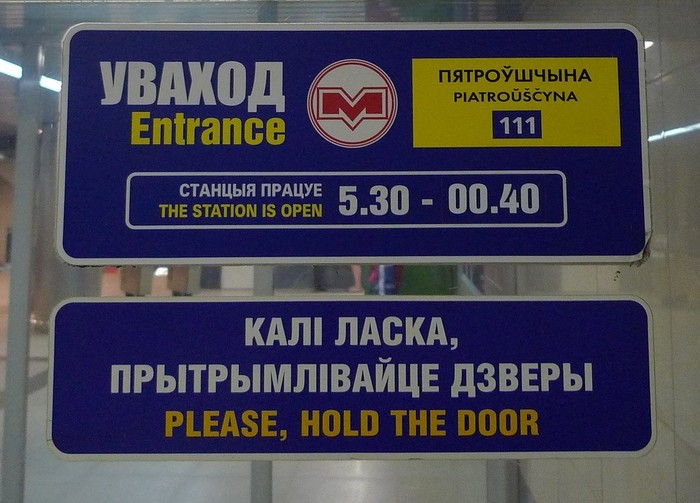 УВАХОД
Entrance
М
ПЯТРОЎШЧЫНА
PIATROŬŠČYNA
111
СТАНЦЫЯ ПРАЦУЕ
THE STATION IS OPEN
5.30 - 00.40
КАЛІ ЛАСКА,
ПРЫТРЫМЛІВАЙЦЕ ДЗВЕРЫ
PLEASE, HOLD THE DOOR